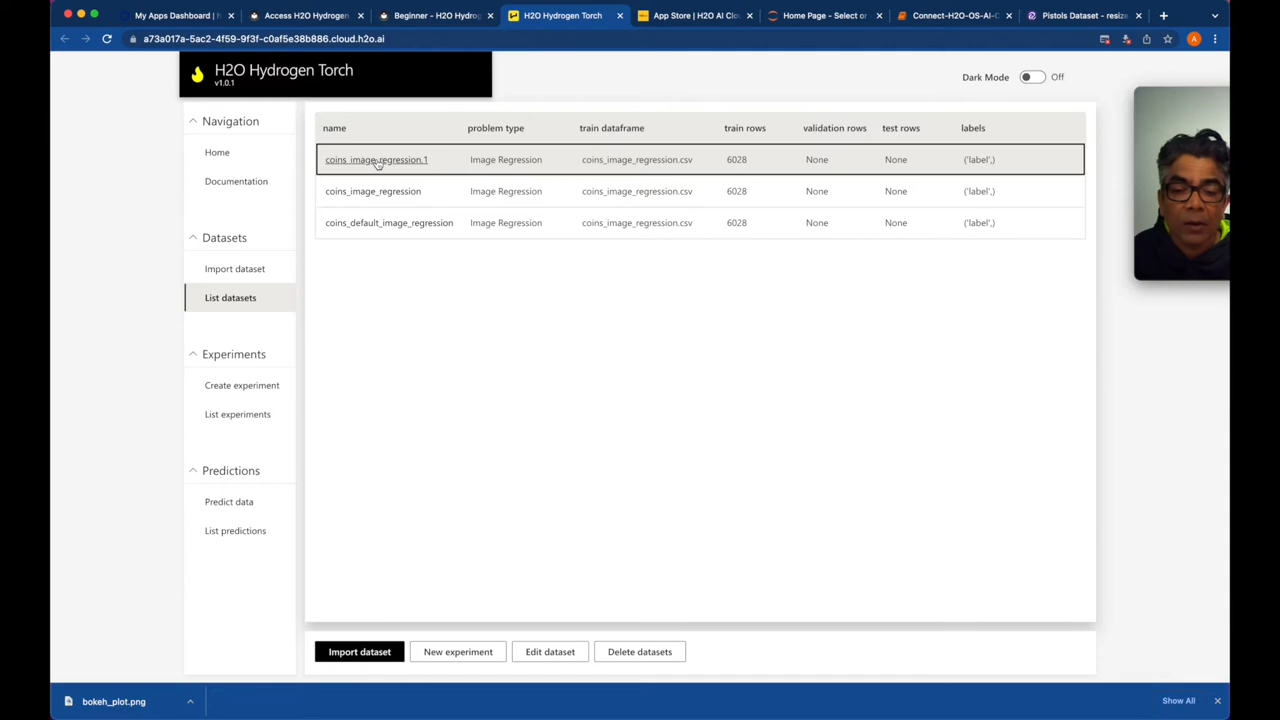 My Apps Dashboard | h
Access H2O Hydrogen
Beginner - H2O Hydrog
H2O Hydrogen Torch
App Store | H2O AI Clou
Home Page - Select or
Connect-H2O-OS-AI-D
Pistols Dataset - resize
a73a017a-5ac2-4f59-9f3f-c0af5e38b886.cloud.h2o.ai
A
H2O Hydrogen Torch
v1.0.1
Dark Mode Off
Navigation
Home
Documentation
Datasets
Import dataset
List datasets
Experiments
Create experiment
List experiments
Predictions
Predict data
List predictions
name problem type train dataframe train rows validation rows test rows labels
coins_image_regression.1 Image Regression coins_image_regression.csv 6028 None None ('label',)
coins_image_regression Image Regression coins_image_regression.csv 6028 None None ('label',)
coins_default_image_regression Image Regression coins_image_regression.csv 6028 None None ('label',)
Import dataset New experiment Edit dataset Delete datasets
bokeh_plot.png Show All